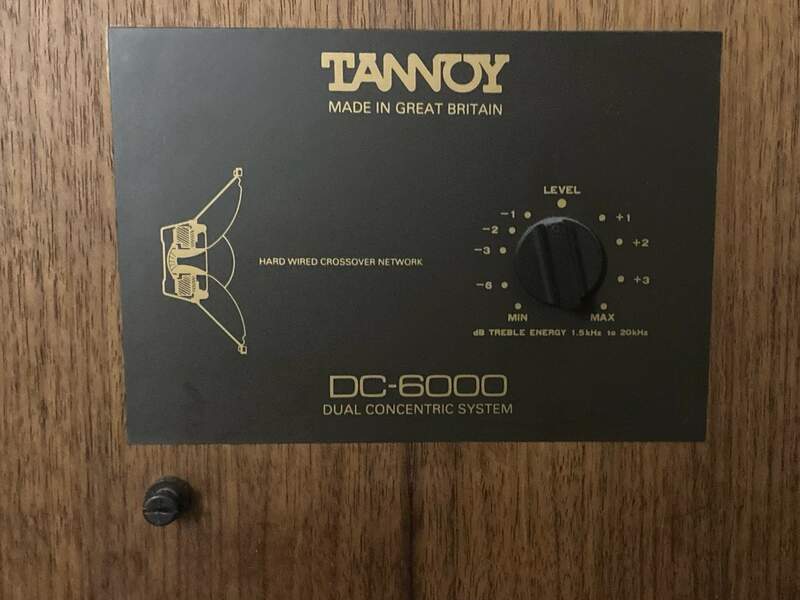 TANNOY
MADE IN GREAT BRITAIN
LEVEL
-1 +1
-2 +2
-3
HARD WIRED CROSSOVER NETWORK
-6 +3
MIN MAX
dB TREBLE ENERGY 1.5kHz to 20kHz
DC-6000
DUAL CONCENTRIC SYSTEM